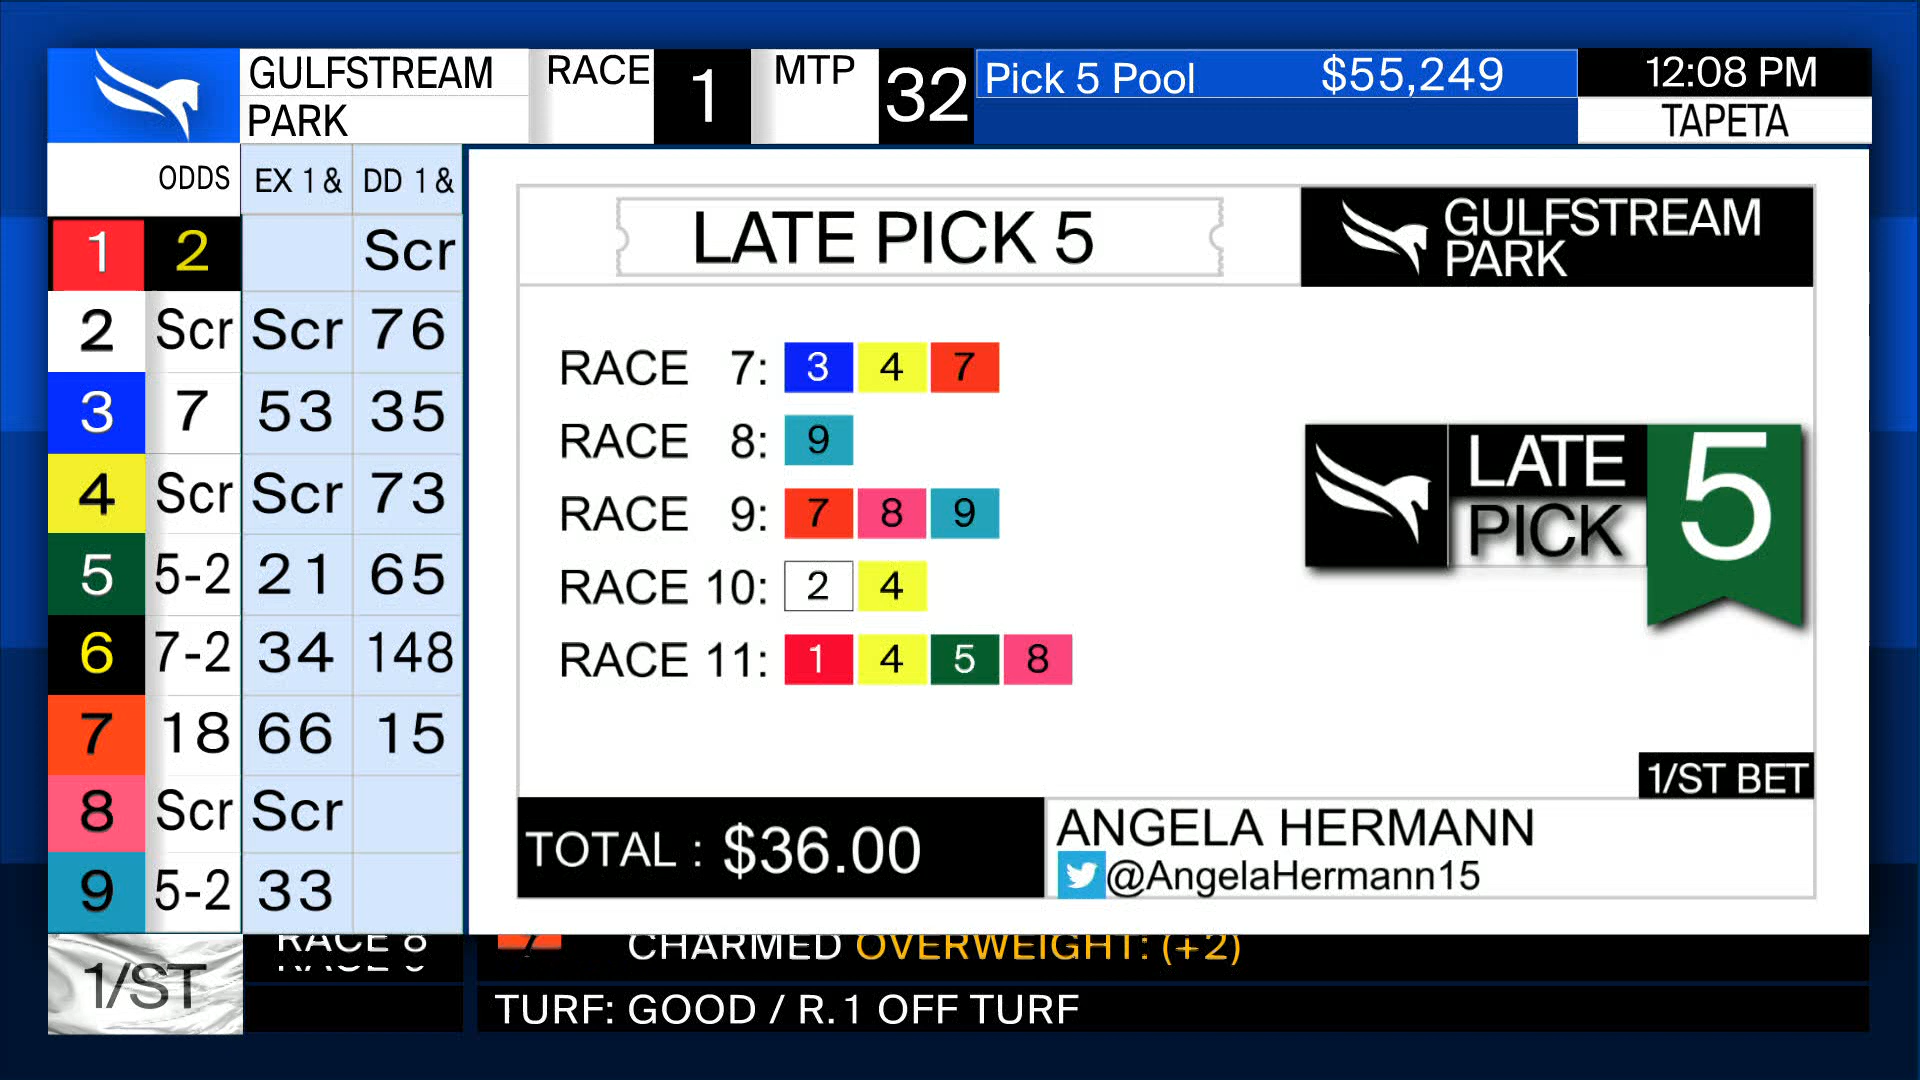 GULFSTREAM PARK RACE 1 MTP 32 Pick 5 Pool $55,249 12:08 PM
TAPETA
ODDS EX 1 & DD 1 &
1 2 Scr
2 Scr Scr 76
3 7 53 35
4 Scr Scr 73
5 5-2 21 65
6 7-2 34 148
7 18 66 15
8 Scr Scr
9 5-2 33
LATE PICK 5
GULFSTREAM
PARK
RACE 7: 3 4 7
RACE 8: 9
RACE 9: 7 8 9
RACE 10: 2 4
RACE 11: 1 4 5 8
LATE
PICK
5
1/ST BET
TOTAL : $36.00
ANGELA HERMANN
@AngelaHermann15
1/ST
RACE 8
RACE 9
7 CHARMED OVERWEIGHT: (+2)
TURF: GOOD / R.1 OFF TURF